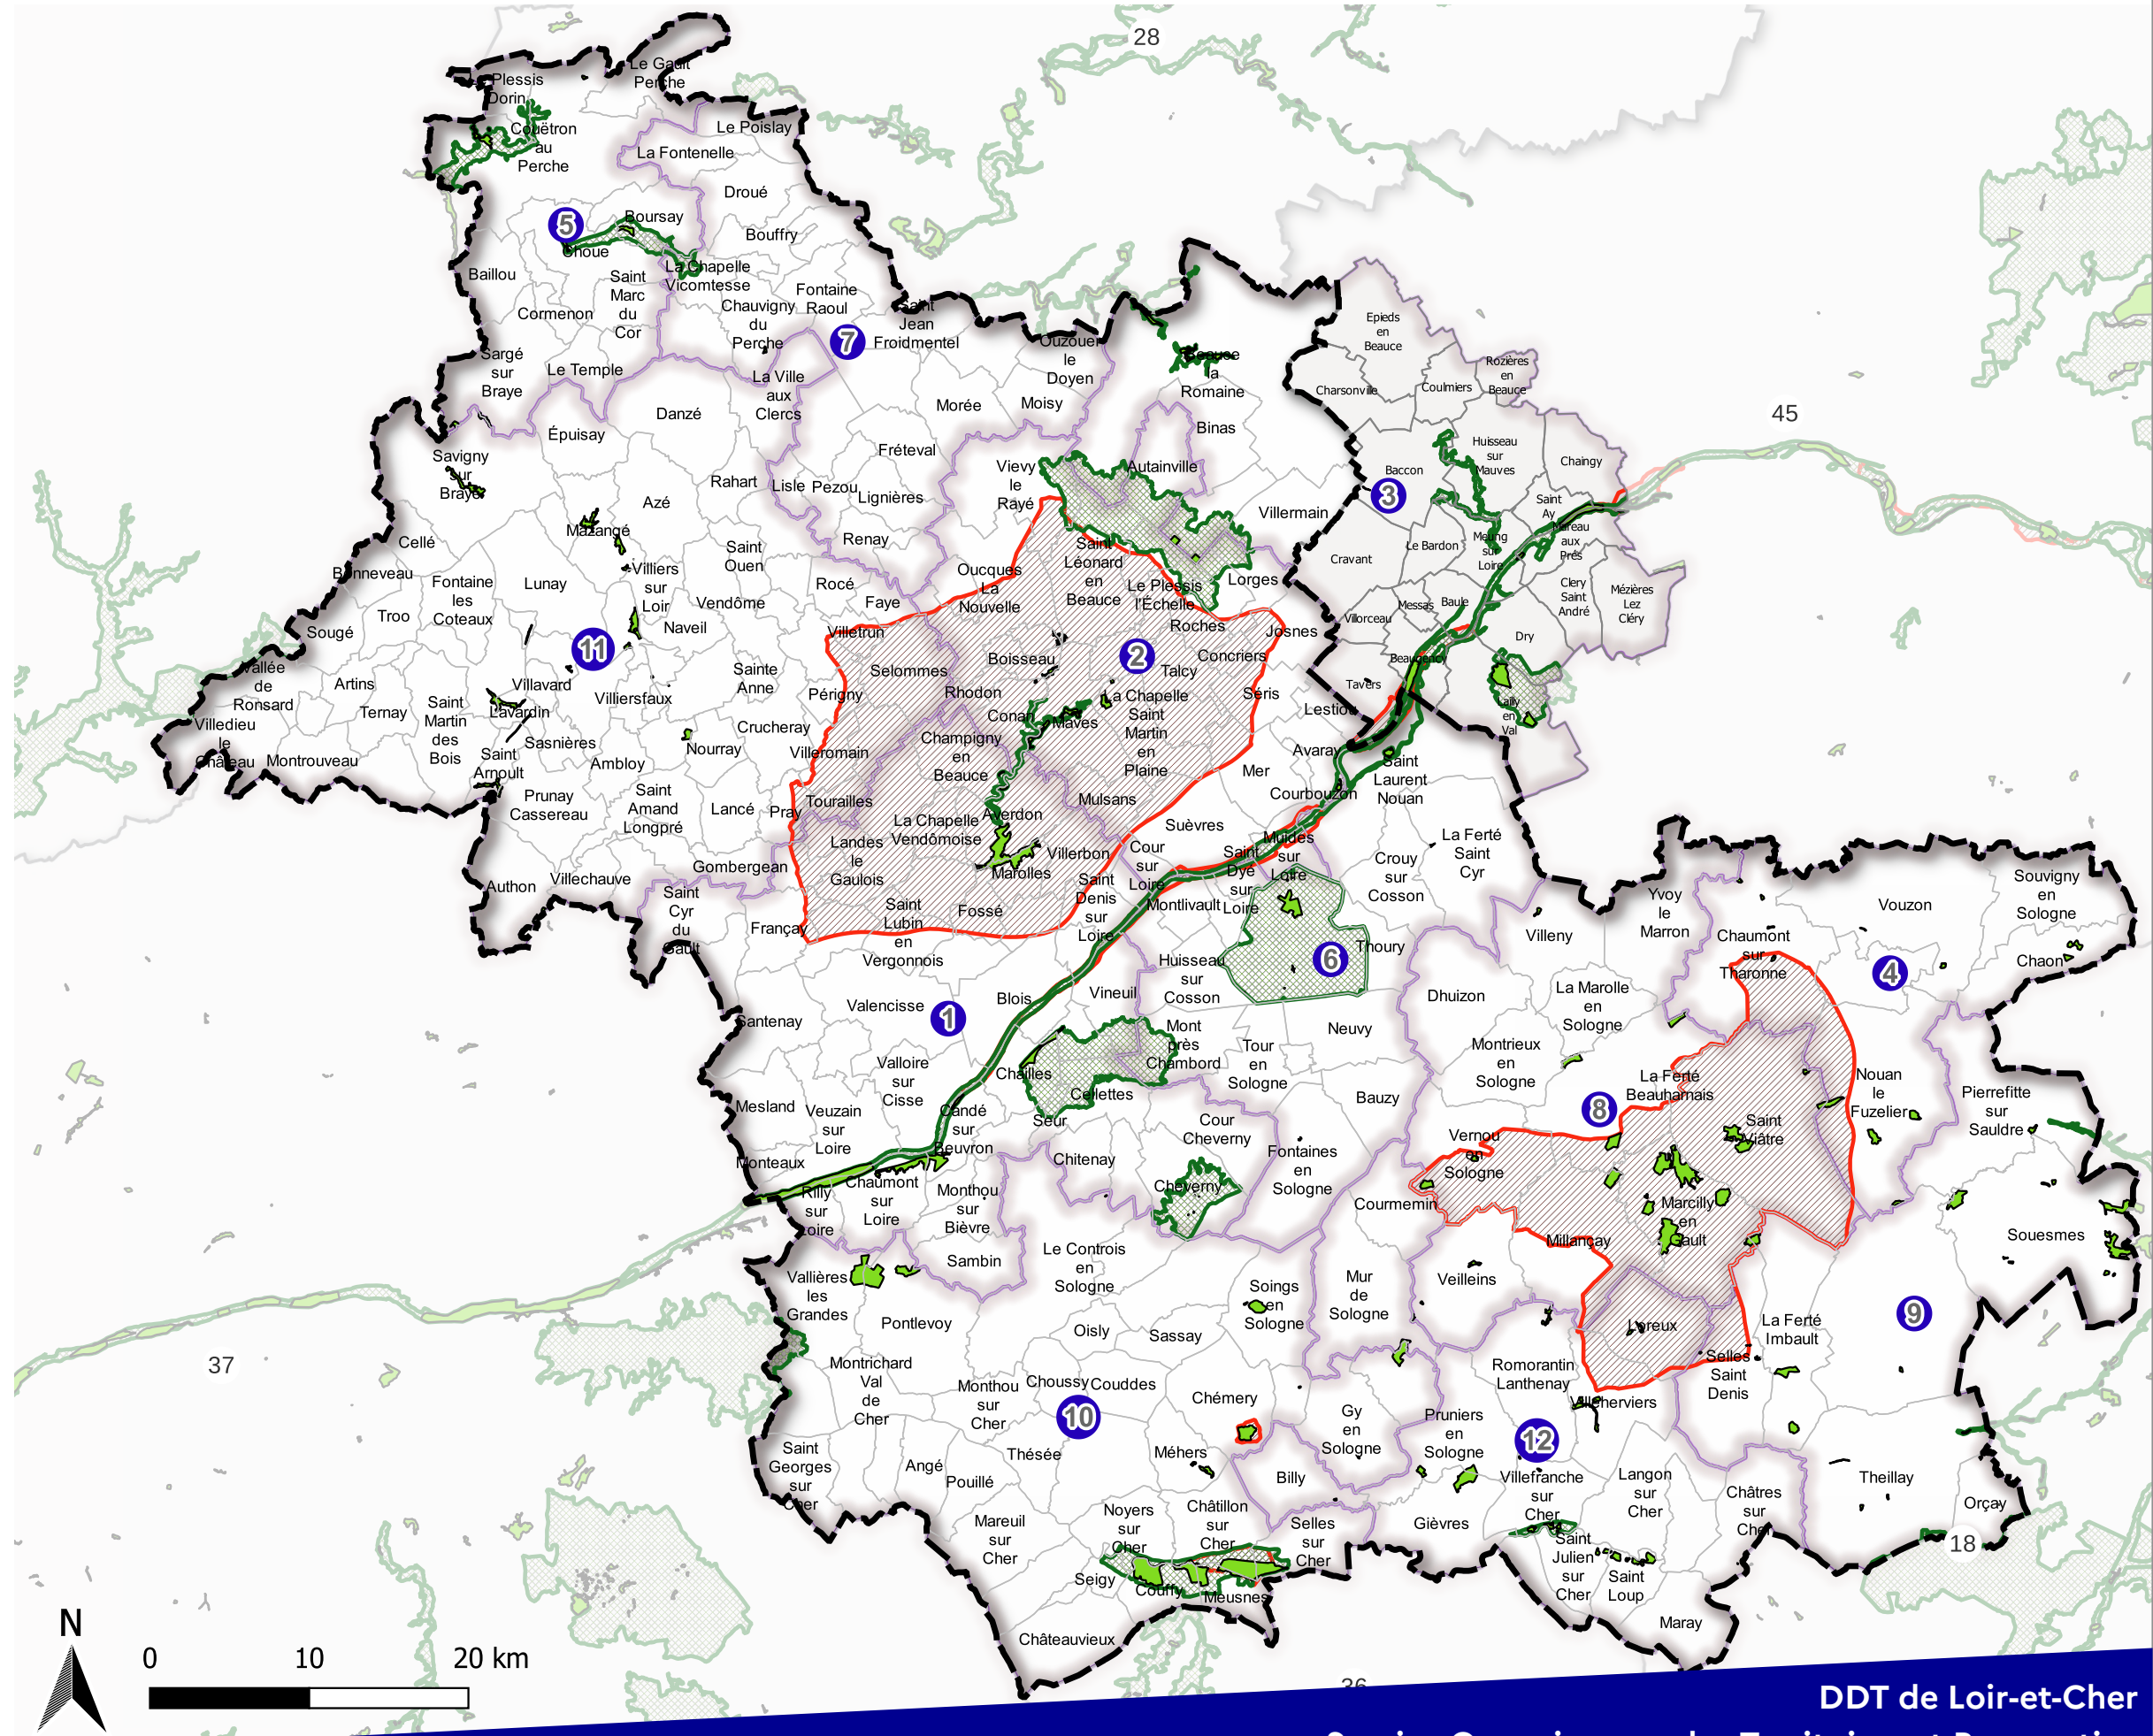 28
Le Gault
Perche
Le Plessis
Dorin
Couëtron
au
Perche
Le Poislay
La Fontenelle
Droué
Boursay
5
Choue
Bouffry
Baillou
Saint
Marc
du
Cor
La Chapelle
Vicomtesse
Cormenon
Chauvigny
du
Perche
Fontaine
Raoul
7
Saint
Jean
Froidmentel
Sargé
sur
Braye
Le Temple
La Ville
aux
Clercs
Ouzouer
le
Doyen
Beauce
la
Romaine
Epieds
en
Beauce
Rozières
en
Beauce
Charsonville
Coulmiers
45
Danzé
Morée
Moisy
Binas
Épuisay
Fréteval
Savigny
sur
Braye
Azé
Rahart
Lisle
Pezou
Lignières
Vievy
le
Rayé
Autainville
Villermain
Baccon
3
Huisseau
sur
Mauves
Chaingy
Saint
Ay
Mareau
aux
Prés
Mazangé
Cellé
Renay
Saint
Ouen
Bonneveau
Fontaine
les
Coteaux
Lunay
Villiers
sur
Loir
Vendôme
Rocé
Faye
Oucques
La
Nouvelle
Saint
Léonard
en
Beauce
Le Plessis
l'Échelle
Lorges
Cravant
Le Bardon
Meung
sur
Loire
Clery
Saint
André
Mézières
Lez
Cléry
Troo
Sougé
11
Naveil
Villetrun
Selommes
Boisseau
2
Roches
Talcy
Concriers
Josnes
Villorceau
Messas
Baule
Dry
Beaugency
Tavers
Lailly
en
Val
Vallée
de
Ronsard
Artins
Ternay
Villedieu
le
Château
Montrouveau
Saint
Martin
des
Bois
Villavard
Lavardin
Villiersfaux
Sainte
Anne
Périgny
Rhodon
Conan
Maves
La Chapelle
Saint
Martin
en
Plaine
Séris
Lestiou
Avaray
Crucheray
Sasnières
Nourray
Villeromain
Champigny
en
Beauce
Saint
Arnoult
Ambloy
Prunay
Cassereau
Saint
Amand
Longpré
Lancé
Pray
Tourailles
Mulsans
Mer
Courbouzon
Saint
Laurent
Nouan
La Chapelle
Vendômoise
Averdon
Suèvres
Landes
le
Gaulois
Villerbon
Marolles
Cour
sur
Loire
Muides
sur
Loire
Saint
Dyé
sur
Loire
Crouy
sur
Cosson
La Ferté
Saint
Cyr
Gombergean
Villechauve
Authon
Saint
Cyr
du
Gault
Françay
Saint
Lubin
en
Vergonnois
Fossé
Saint
Denis
sur
Loire
Montlivault
6
Thoury
Villeny
Yvoy
le
Marron
Chaumont
sur
Tharonne
Vouzon
Souvigny
en
Sologne
Chaon
4
Huisseau
sur
Cosson
Santenay
Valencisse
1
Blois
Vineuil
Dhuizon
La Marolle
en
Sologne
Valloire
sur
Cisse
Chailles
Cellettes
Mont
près
Chambord
Tour
en
Sologne
Neuvy
Montrieux
en
Sologne
La Ferté
Beauharnais
8
Nouan
le
Fuzelier
Pierrefitte
sur
Sauldre
Mesland
Veuzain
sur
Loire
Candé
sur
Beuvron
Seur
Cour
Cheverny
Bauzy
Vernou
en
Sologne
Saint
Viâtre
Monteaux
Rilly
sur
Loire
Chaumont
sur
Loire
Monthou
sur
Bièvre
Chitenay
Cheverny
Fontaines
en
Sologne
Courmemin
Marcilly
en
Gault
Millançay
Souesmes
Sambin
Le Controis
en
Sologne
Vallières
les
Grandes
Pontlevoy
Soings
en
Sologne
Mur
de
Sologne
Veilleins
Loreux
La Ferté
Imbault
9
37
Oisly
Sassay
Montrichard
Val
de
Cher
Monthou
sur
Cher
Choussy
Couddes
10
Chémery
Romorantin
Lanthenay
Selles
Saint
Denis
Villeherviers
Gy
en
Sologne
Pruniers
en
Sologne
12
Saint
Georges
sur
Cher
Angé
Pouillé
Thésée
Méhers
Billy
Villefranche
sur
Cher
Langon
sur
Cher
Châtres
sur
Cher
Theillay
Orçay
18
Mareuil
sur
Cher
Noyers
sur
Cher
Châtillon
sur
Cher
Selles
sur
Cher
Gièvres
Saint
Julien
sur
Cher
Saint
Loup
Maray
Seigy
Couffy
Meusnes
Châteauvieux
N
0 10 20 km
DDT de Loir-et-Cher